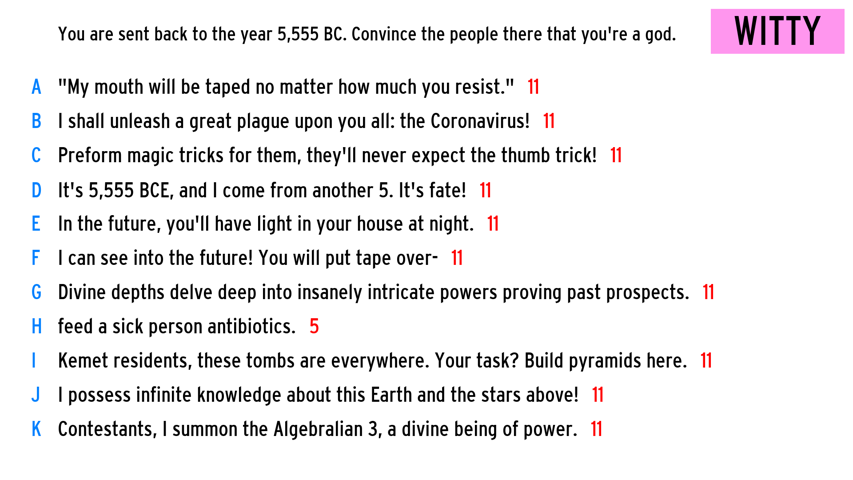 You are sent back to the year 5,555 BC. Convince the people there that you're a god.
WITTY
A "My mouth will be taped no matter how much you resist." 11
B I shall unleash a great plague upon you all: the Coronavirus! 11
C Preform magic tricks for them, they'll never expect the thumb trick! 11
D It's 5,555 BCE, and I come from another 5. It's fate! 11
E In the future, you'll have light in your house at night. 11
F I can see into the future! You will put tape over- 11
G Divine depths delve deep into insanely intricate powers proving past prospects. 11
H feed a sick person antibiotics. 5
I Kemet residents, these tombs are everywhere. Your task? Build pyramids here. 11
J I possess infinite knowledge about this Earth and the stars above! 11
K Contestants, I summon the Algebralian 3, a divine being of power. 11